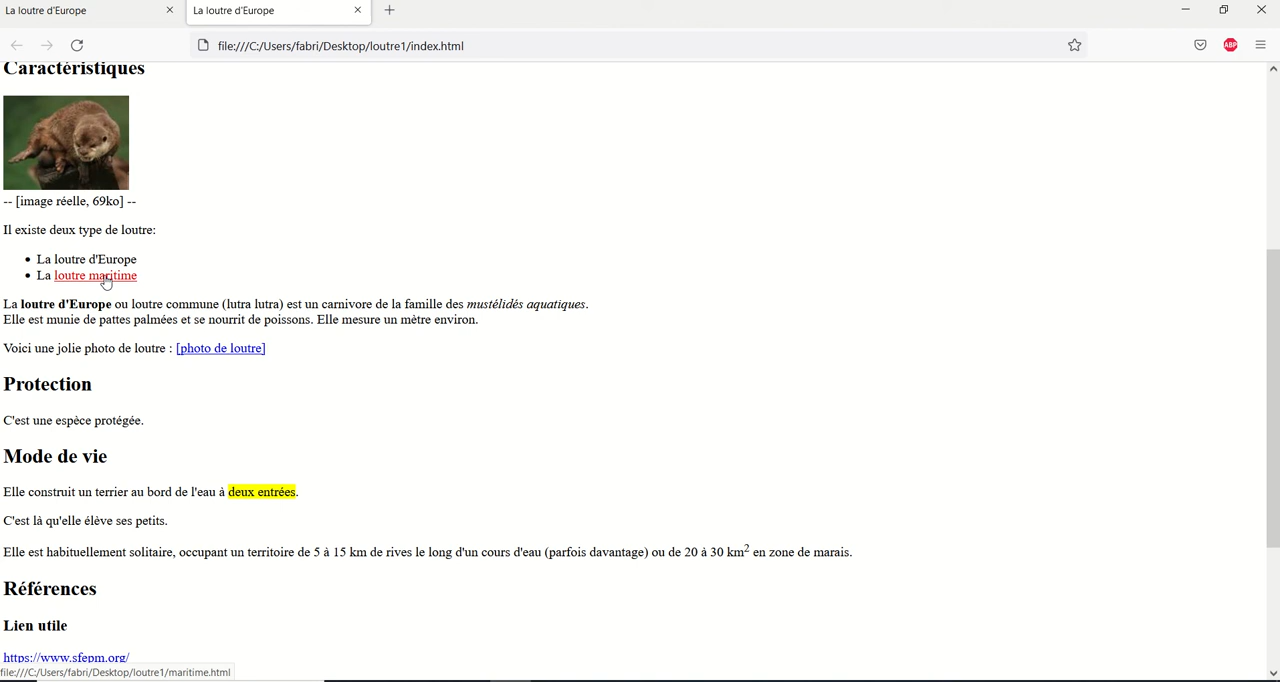 La loutre d'Europe
La loutre d'Europe
file:///C:/Users/fabri/Desktop/loutre1/index.html
ABP
Caractéristiques
-- [image réelle, 69ko] --
Il existe deux type de loutre:
• La loutre d'Europe
• La loutre maritime
La loutre d'Europe ou loutre commune (lutra lutra) est un carnivore de la famille des mustélidés aquatiques.
Elle est munie de pattes palmées et se nourrit de poissons. Elle mesure un mètre environ.
Voici une jolie photo de loutre : [photo de loutre]
Protection
C'est une espèce protégée.
Mode de vie
Elle construit un terrier au bord de l'eau à deux entrées.
C'est là qu'elle élève ses petits.
Elle est habituellement solitaire, occupant un territoire de 5 à 15 km de rives le long d'un cours d'eau (parfois davantage) ou de 20 à 30 km² en zone de marais.
Références
Lien utile
https://www.sfepm.org/
file:///C:/Users/fabri/Desktop/loutre1/maritime.html